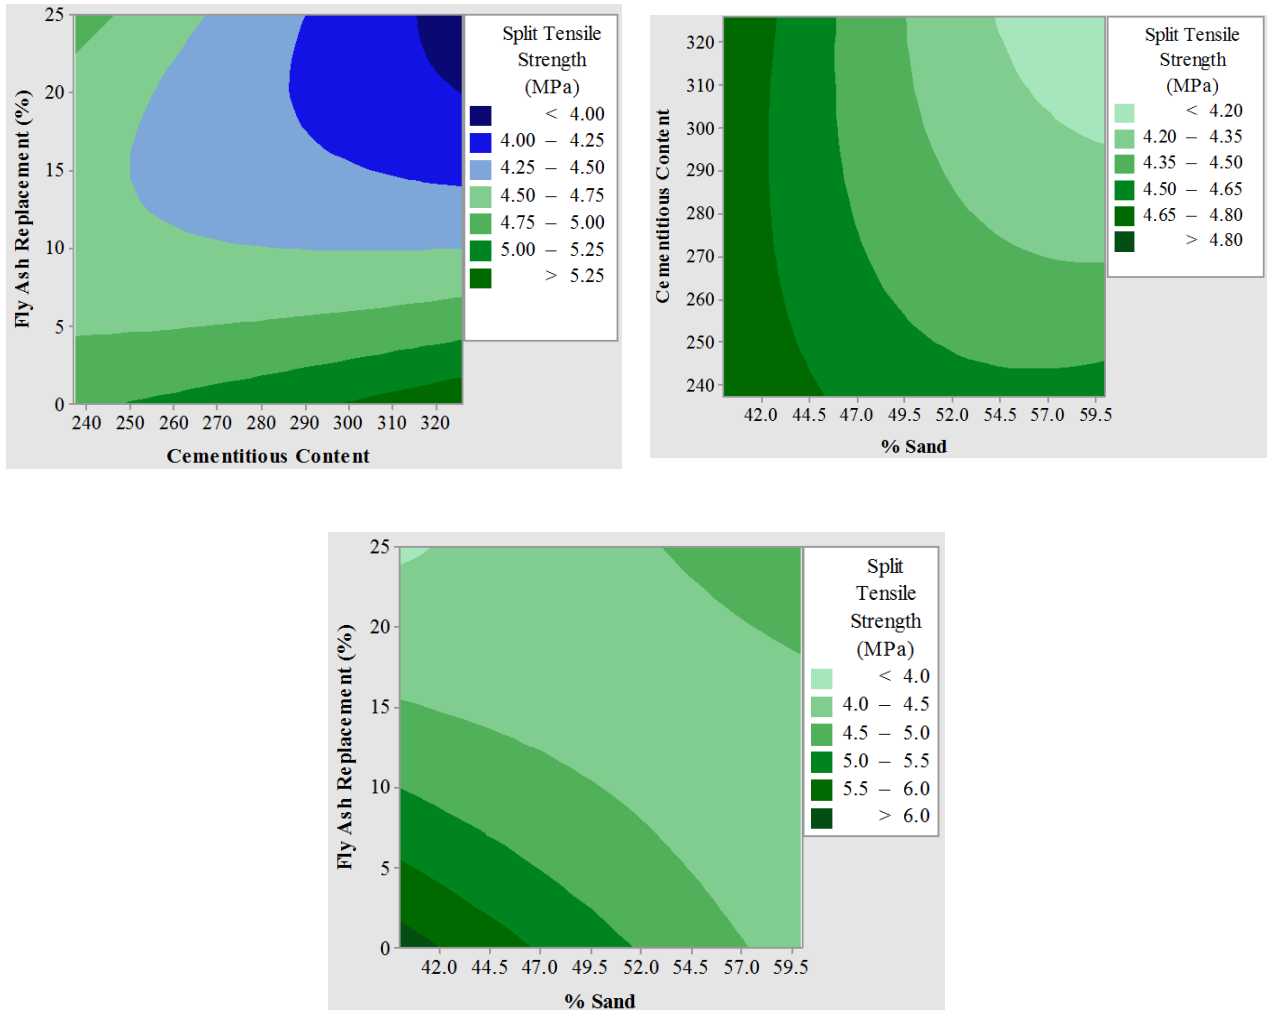 Split Tensile
Strength
(MPa)
< 4.00
4.00 – 4.25
4.25 – 4.50
4.50 – 4.75
4.75 – 5.00
5.00 – 5.25
> 5.25
Fly Ash Replacement (%)
25
20
15
10
5
0
240 250 260 270 280 290 300 310 320
Cementitious Content
Split Tensile
Strength
(MPa)
< 4.20
4.20 – 4.35
4.35 – 4.50
4.50 – 4.65
4.65 – 4.80
> 4.80
Cementitious Content
320
310
300
290
280
270
260
250
240
42.0 44.5 47.0 49.5 52.0 54.5 57.0 59.5
% Sand
Split
Tensile
Strength
(MPa)
< 4.0
4.0 – 4.5
4.5 – 5.0
5.0 – 5.5
5.5 – 6.0
> 6.0
Fly Ash Replacement (%)
25
20
15
10
5
0
42.0 44.5 47.0 49.5 52.0 54.5 57.0 59.5
% Sand